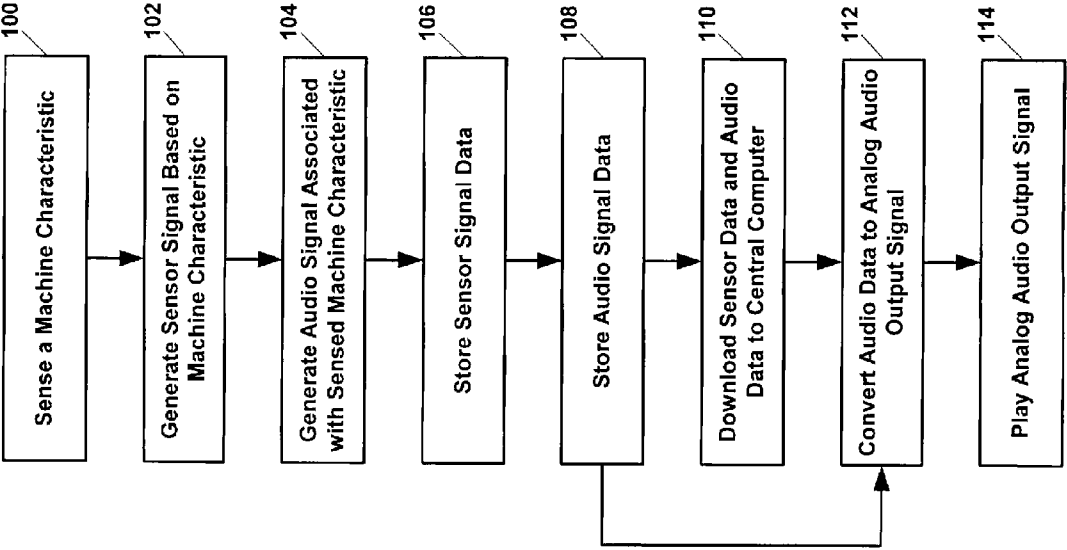 100
Sense a Machine Characteristic
102
Generate Sensor Signal Based on
Machine Characteristic
104
Generate Audio Signal Associated
with Sensed Machine Characteristic
106
Store Sensor Signal Data
108
Store Audio Signal Data
110
Download Sensor Data and Audio
Data to Central Computer
112
Convert Audio Data to Analog Audio
Output Signal
114
Play Analog Audio Output Signal